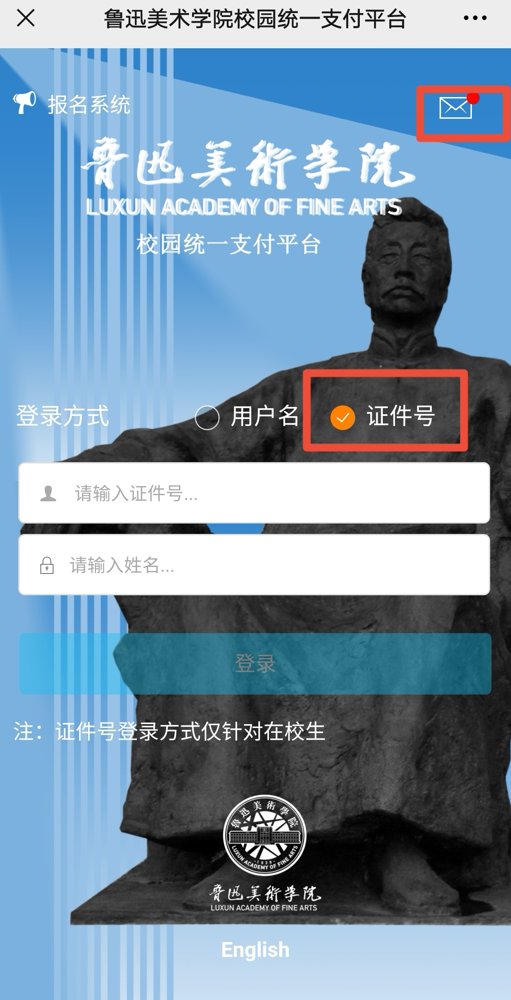 鲁迅美术学院校园统一支付平台
报名系统
鲁迅美術学院
LUXUN ACADEMY OF FINE ARTS
校园统一支付平台
登录方式 用户名 证件号
请输入证件号...
请输入姓名...
登录
注：证件号登录方式仅针对在校生
魯迅美術學院
·1938·
LUXUN ACADEMY OF FINE ARTS
鲁迅美術学院
LUXUN ACADEMY OF FINE ARTS
English